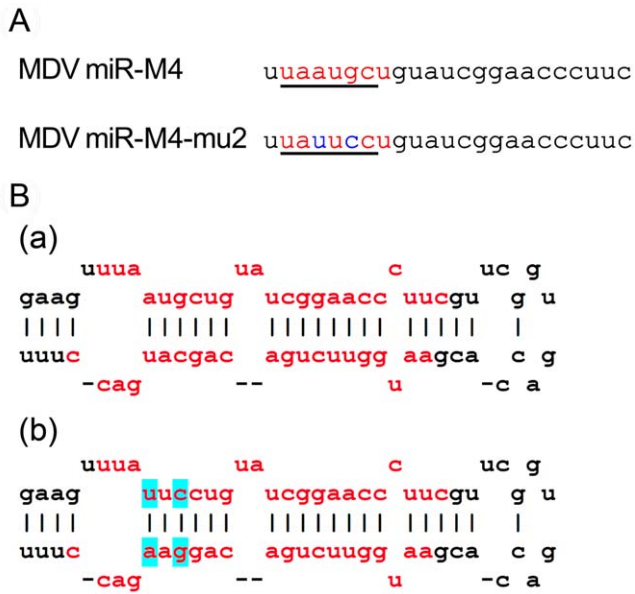 A
MDV miR-M4 uuaaugcuguaucggaacccuuc
MDV miR-M4-mu2 uuauuccuguaucggaacccuuc
B
(a)
uuua ua c uc g
gaag augcug ucggaacc uucgu g u
|||| |||||| ||||||||| ||||| |
uuuc uacgac agucuugg aagca c g
-cag -- u -c a
(b)
uuua ua c uc g
gaag uuccug ucggaacc uucgu g u
|||| |||||| ||||||||| ||||| |
uuuc aaggac agucuugg aagca c g
-cag -- u -c a